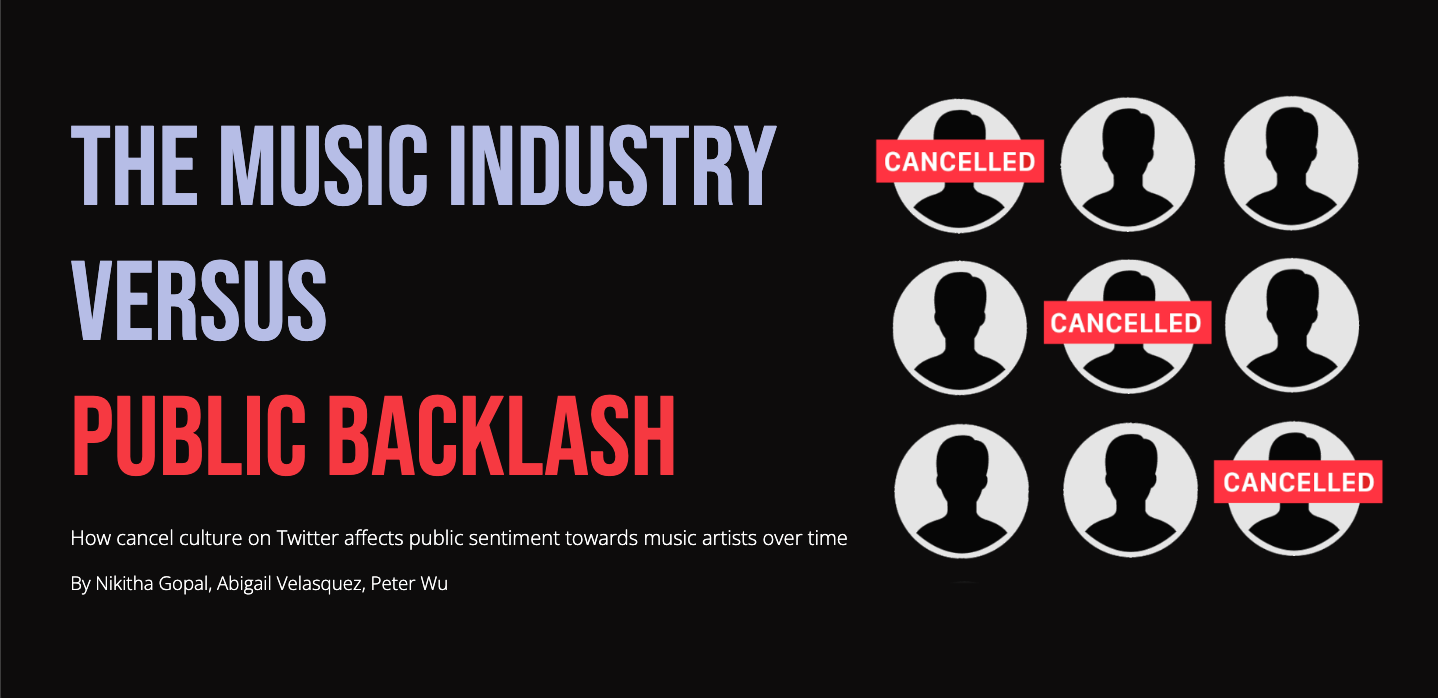 THE MUSIC INDUSTRY
VERSUS
PUBLIC BACKLASH
How cancel culture on Twitter affects public sentiment towards music artists over time
By Nikitha Gopal, Abigail Velasquez, Peter Wu
CANCELLED
CANCELLED
CANCELLED